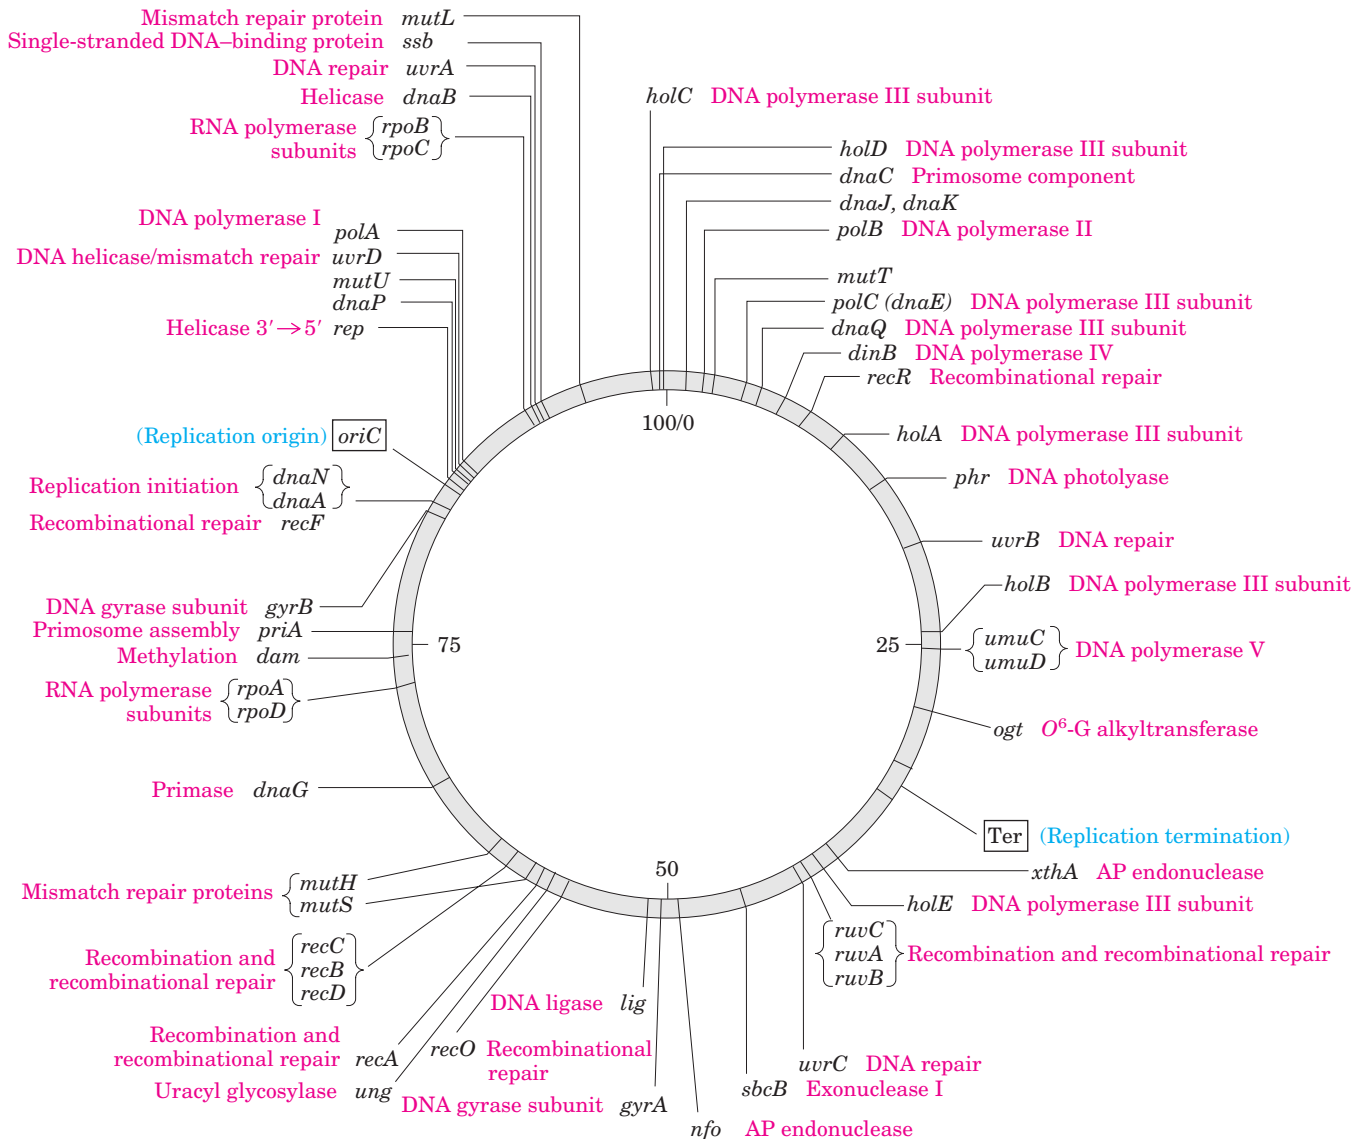 Mismatch repair protein mutL
Single-stranded DNA–binding protein ssb
DNA repair uvrA
Helicase dnaB
RNA polymerase subunits rpoB rpoC
DNA polymerase I polA
DNA helicase/mismatch repair uvrD
mutU
dnaP
Helicase 3′→5′ rep
(Replication origin) oriC
Replication initiation dnaN dnaA
Recombinational repair recF
DNA gyrase subunit gyrB
Primosome assembly priA
Methylation dam
RNA polymerase subunits rpoA rpoD
Primase dnaG
Mismatch repair proteins mutH mutS
Recombination and recombinational repair recC recB recD
Recombination and recombinational repair recA
Uracyl glycosylase ung
recO Recombinational repair
DNA ligase lig
DNA gyrase subunit gyrA
holC DNA polymerase III subunit
holD DNA polymerase III subunit
dnaC Primosome component
dnaJ, dnaK
polB DNA polymerase II
mutT
polC (dnaE) DNA polymerase III subunit
dnaQ DNA polymerase III subunit
dinB DNA polymerase IV
recR Recombinational repair
holA DNA polymerase III subunit
phr DNA photolyase
uvrB DNA repair
holB DNA polymerase III subunit
umuC umuD DNA polymerase V
ogt O⁶-G alkyltransferase
Ter (Replication termination)
xthA AP endonuclease
holE DNA polymerase III subunit
ruvC ruvA ruvB Recombination and recombinational repair
uvrC DNA repair
sbcB Exonuclease I
nfo AP endonuclease
100/0
25
50
75